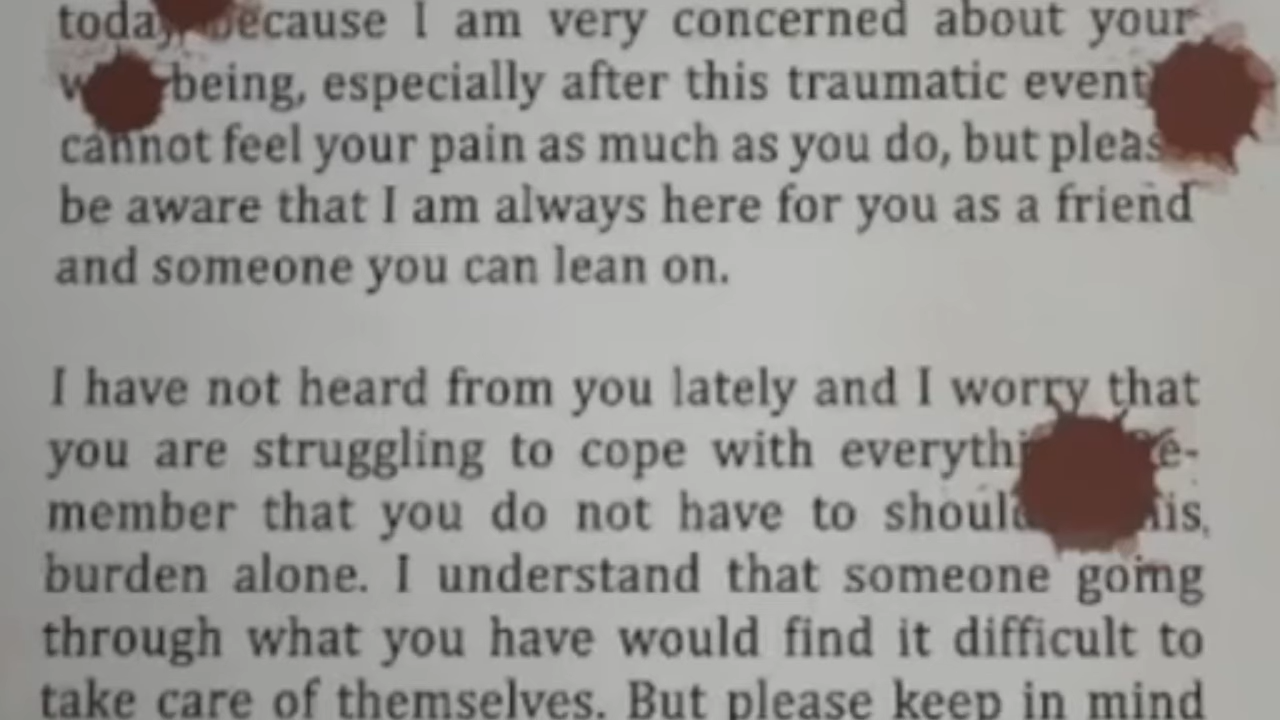 today, because I am very concerned about your
being, especially after this traumatic event
cannot feel your pain as much as you do, but
be aware that I am always here for you as a friend
and someone you can lean on.
I have not heard from you lately and I worry that
you are struggling to cope with
member that you do not have to
burden alone. I understand that someone going
through what you have would find it difficult to
take care of themselves. But please keep in mind